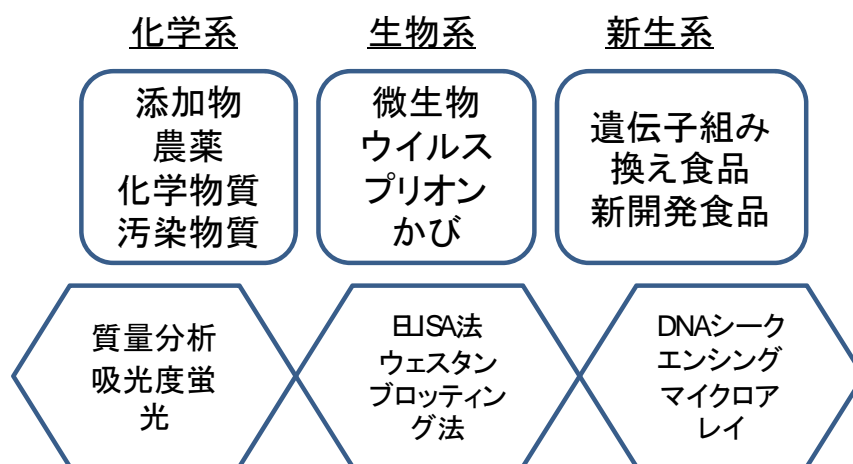 化学系 生物系 新生系
添加物
農薬
化学物質
汚染物質
微生物
ウイルス
プリオン
かび
遺伝子組み
換え食品
新開発食品
質量分析
吸光度蛍
光
ELISA法
ウェスタン
ブロッティン
グ法
DNAシーク
エンシング
マイクロア
レイ